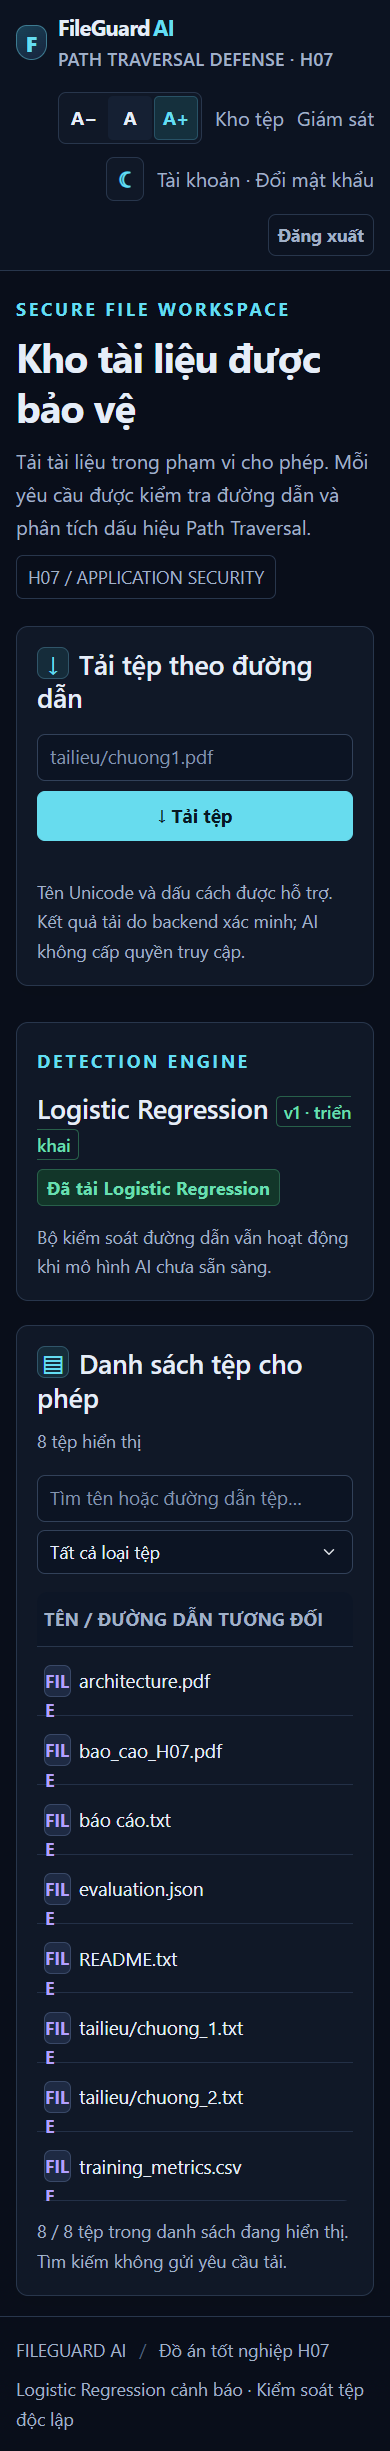 F
FileGuard AI
PATH TRAVERSAL DEFENSE · H07
A− A A+ Kho tệp Giám sát
☾ Tài khoản · Đổi mật khẩu
Đăng xuất
SECURE FILE WORKSPACE
Kho tài liệu được
bảo vệ
Tải tài liệu trong phạm vi cho phép. Mỗi
yêu cầu được kiểm tra đường dẫn và
phân tích dấu hiệu Path Traversal.
H07 / APPLICATION SECURITY
↓ Tải tệp theo đường
dẫn
tailieu/chuong1.pdf
↓ Tải tệp
Tên Unicode và dấu cách được hỗ trợ.
Kết quả tải do backend xác minh; AI
không cấp quyền truy cập.
DETECTION ENGINE
Logistic Regression v1 · triển
khai
Đã tải Logistic Regression
Bộ kiểm soát đường dẫn vẫn hoạt động
khi mô hình AI chưa sẵn sàng.
▤ Danh sách tệp cho
phép
8 tệp hiển thị
Tìm tên hoặc đường dẫn tệp...
Tất cả loại tệp
TÊN / ĐƯỜNG DẪN TƯƠNG ĐỐI
FIL architecture.pdf
E
FIL bao_cao_H07.pdf
E
FIL báo cáo.txt
E
FIL evaluation.json
E
FIL README.txt
E
FIL tailieu/chuong_1.txt
E
FIL tailieu/chuong_2.txt
E
FIL training_metrics.csv
E
8 / 8 tệp trong danh sách đang hiển thị.
Tìm kiếm không gửi yêu cầu tải.
FILEGUARD AI / Đồ án tốt nghiệp H07
Logistic Regression cảnh báo · Kiểm soát tệp
độc lập